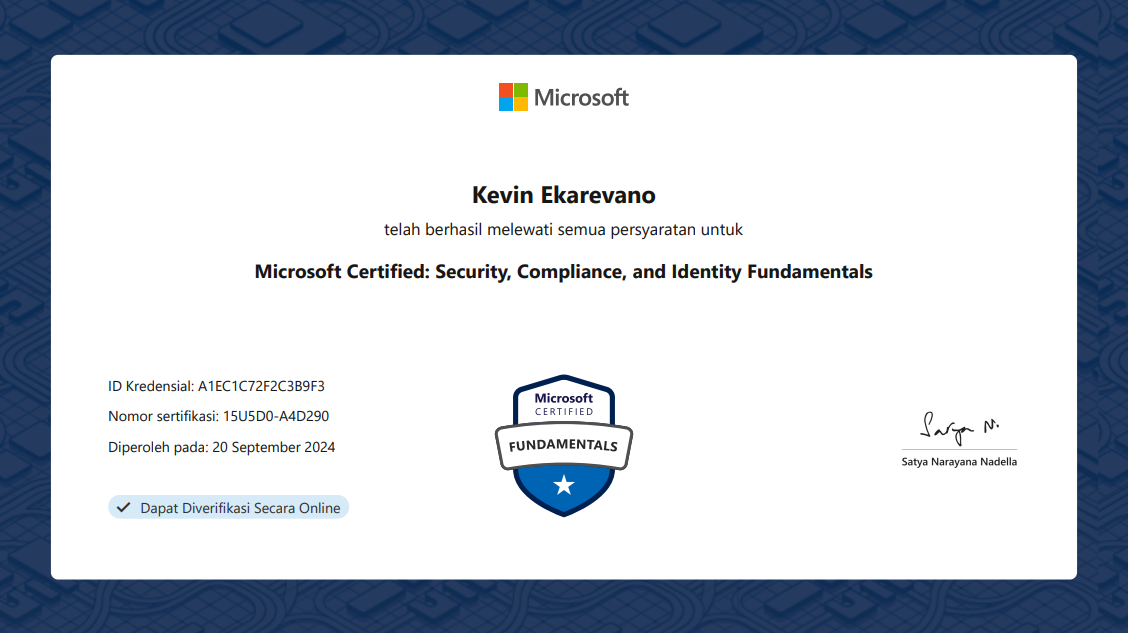 Microsoft
Kevin Ekarevano
telah berhasil melewati semua persyaratan untuk
Microsoft Certified: Security, Compliance, and Identity Fundamentals
ID Kredensial: A1EC1C72F2C3B9F3
Nomor sertifikasi: 15U5D0-A4D290
Diperoleh pada: 20 September 2024
Dapat Diverifikasi Secara Online
Microsoft
CERTIFIED
FUNDAMENTALS
Satya N.
Satya Narayana Nadella